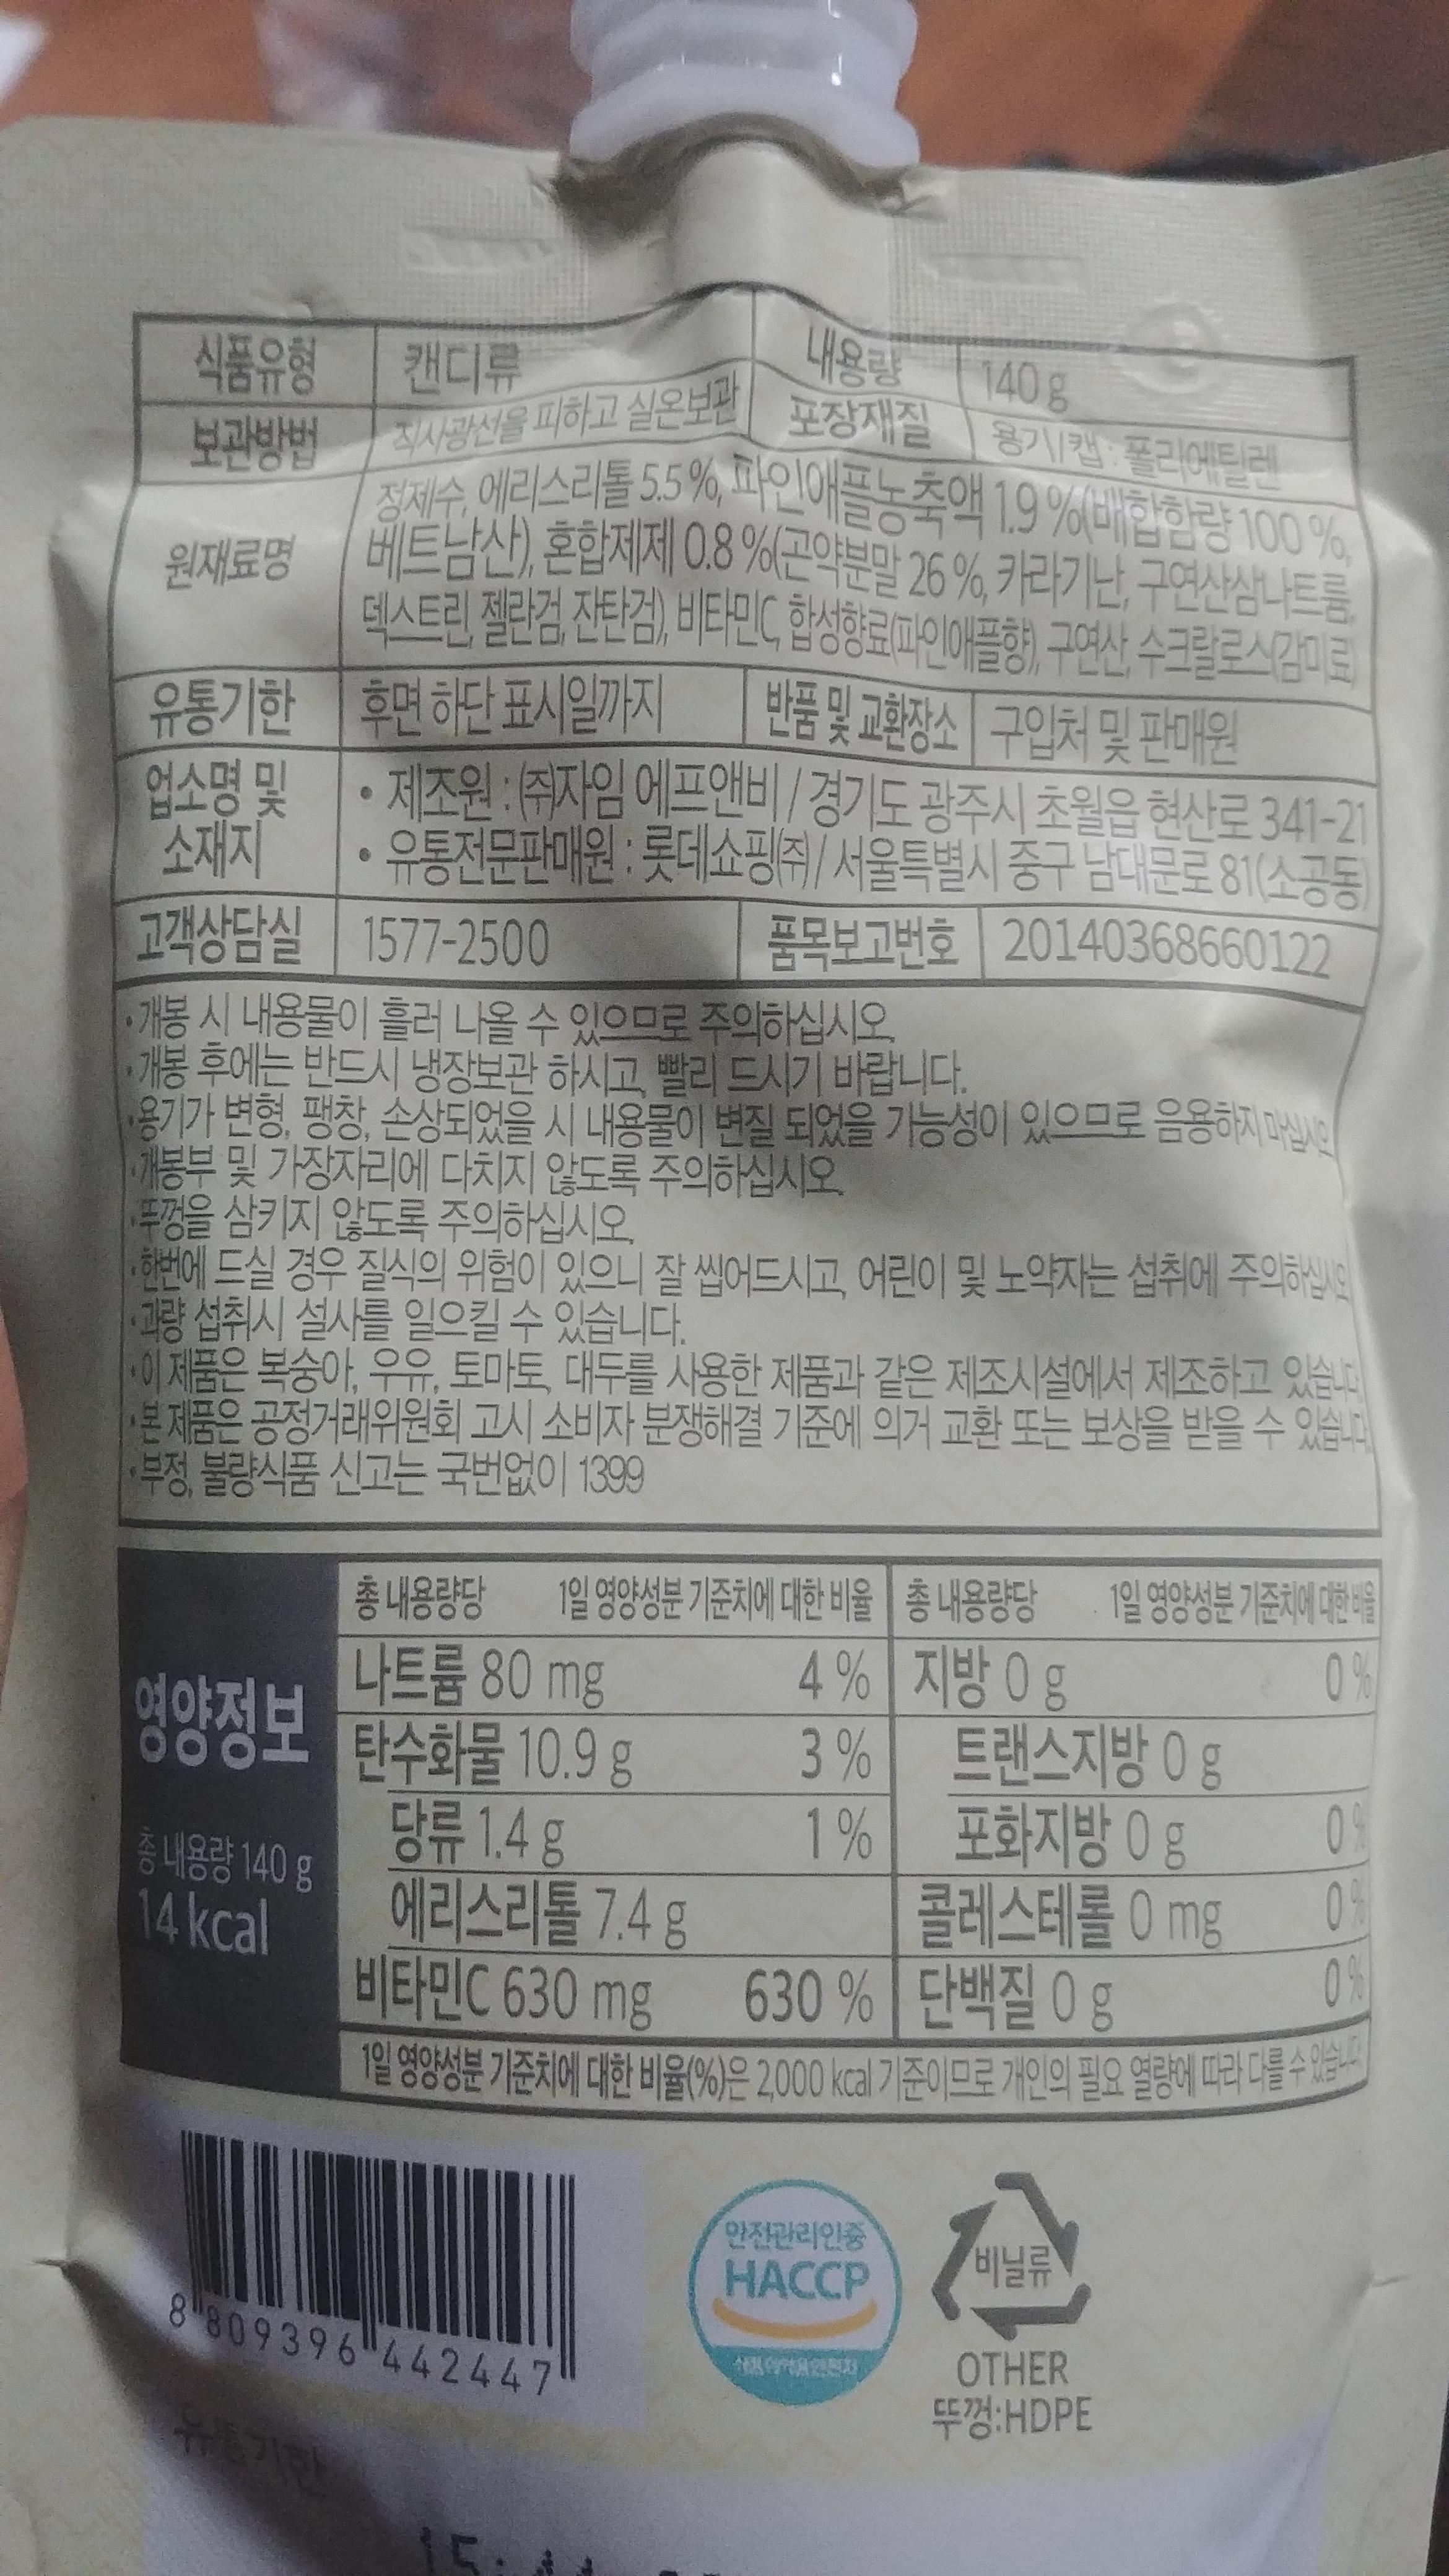 식품유형 캔디류 내용량 140 g
보관방법 직사광선을 피하고 실온보관 포장재질 용기/캡 : 폴리에틸렌
원재료명
정제수, 에리스리톨 5.5 %, 파인애플농축액 1.9 %(배합함량 100 %,
베트남산), 혼합제제 0.8 %(곤약분말 26 %, 카라기난, 구연산삼나트륨,
덱스트린, 젤란검, 잔탄검), 비타민C, 합성향료(파인애플향), 구연산, 수크랄로스(감미료)
유통기한 후면 하단 표시일까지 반품 및 교환장소 구입처 및 판매원
업소명 및
소재지
• 제조원 : (주)자임 에프앤비 / 경기도 광주시 초월읍 현산로 341-21
• 유통전문판매원 : 롯데쇼핑(주)/ 서울특별시 중구 남대문로 81(소공동)
고객상담실 1577-2500 품목보고번호 20140368660122
•개봉 시 내용물이 흘러 나올 수 있으므로 주의하십시오.
•개봉 후에는 반드시 냉장보관 하시고, 빨리 드시기 바랍니다.
•용기가 변형, 팽창, 손상되었을 시 내용물이 변질 되었을 가능성이 있으므로 음용하지 마십시오
•개봉부 및 가장자리에 다치지 않도록 주의하십시오.
•뚜껑을 삼키지 않도록 주의하십시오.
•한번에 드실 경우 질식의 위험이 있으니 잘 씹어드시고, 어린이 및 노약자는 섭취에 주의하십시오
•과량 섭취시 설사를 일으킬 수 있습니다.
•이 제품은 복숭아, 우유, 토마토, 대두를 사용한 제품과 같은 제조시설에서 제조하고 있습니다
•본 제품은 공정거래위원회 고시 소비자 분쟁해결 기준에 의거 교환 또는 보상을 받을 수 있습니다
•부정, 불량식품 신고는 국번없이 1399
영양정보
총 내용량 140 g
14 kcal
총 내용량당 1일 영양성분 기준치에 대한 비율 총 내용량당 1일 영양성분 기준치에 대한 비율
나트륨 80 mg 4 % 지방 0 g 0 %
탄수화물 10.9 g 3 % 트랜스지방 0 g
당류 1.4 g 1 % 포화지방 0 g 0 %
에리스리톨 7.4 g 콜레스테롤 0 mg 0 %
비타민C 630 mg 630 % 단백질 0 g 0 %
1일 영양성분 기준치에 대한 비율(%)은 2,000 kcal 기준이므로 개인의 필요 열량에 따라 다를 수 있습니다
8 809396 442447
안전관리인증
HACCP
식품의약품안전처
비닐류
OTHER
뚜껑:HDPE
유통기한